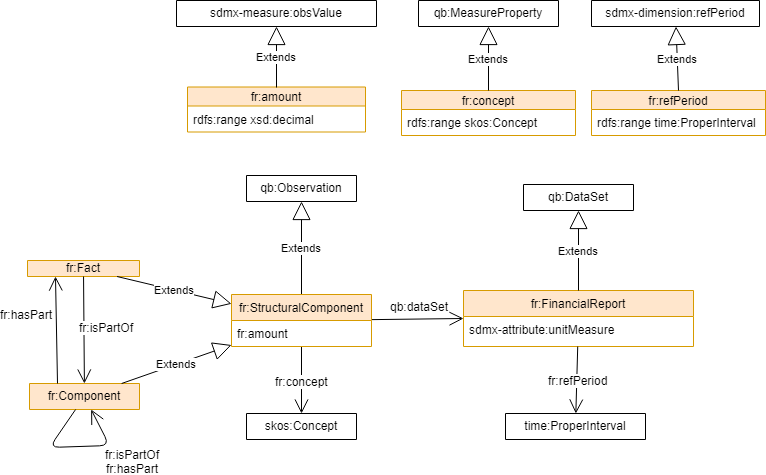 sdmx-measure:obsValue
qb:MeasureProperty
sdmx-dimension:refPeriod
Extends
Extends
Extends
fr:amount
rdfs:range xsd:decimal
fr:concept
rdfs:range skos:Concept
fr:refPeriod
rdfs:range time:ProperInterval
qb:Observation
qb:DataSet
Extends
Extends
fr:Fact
Extends
fr:StructuralComponent
fr:amount
qb:dataSet
fr:FinancialReport
sdmx-attribute:unitMeasure
fr:hasPart
fr:isPartOf
Extends
fr:concept
fr:refPeriod
fr:Component
skos:Concept
time:ProperInterval
fr:isPartOf
fr:hasPart